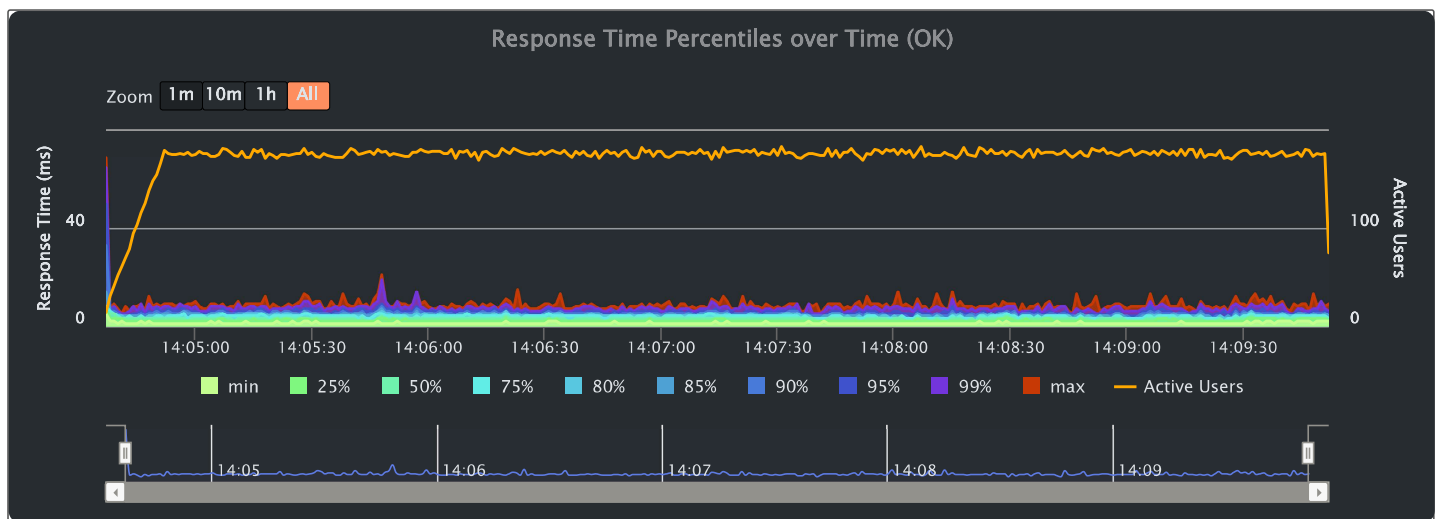 Response Time Percentiles over Time (OK)
Zoom 1m 10m 1h All
Response Time (ms)
40
0
100
0
Active Users
14:05:00 14:05:30 14:06:00 14:06:30 14:07:00 14:07:30 14:08:00 14:08:30 14:09:00 14:09:30
min 25% 50% 75% 80% 85% 90% 95% 99% max Active Users
14:05 14:06 14:07 14:08 14:09